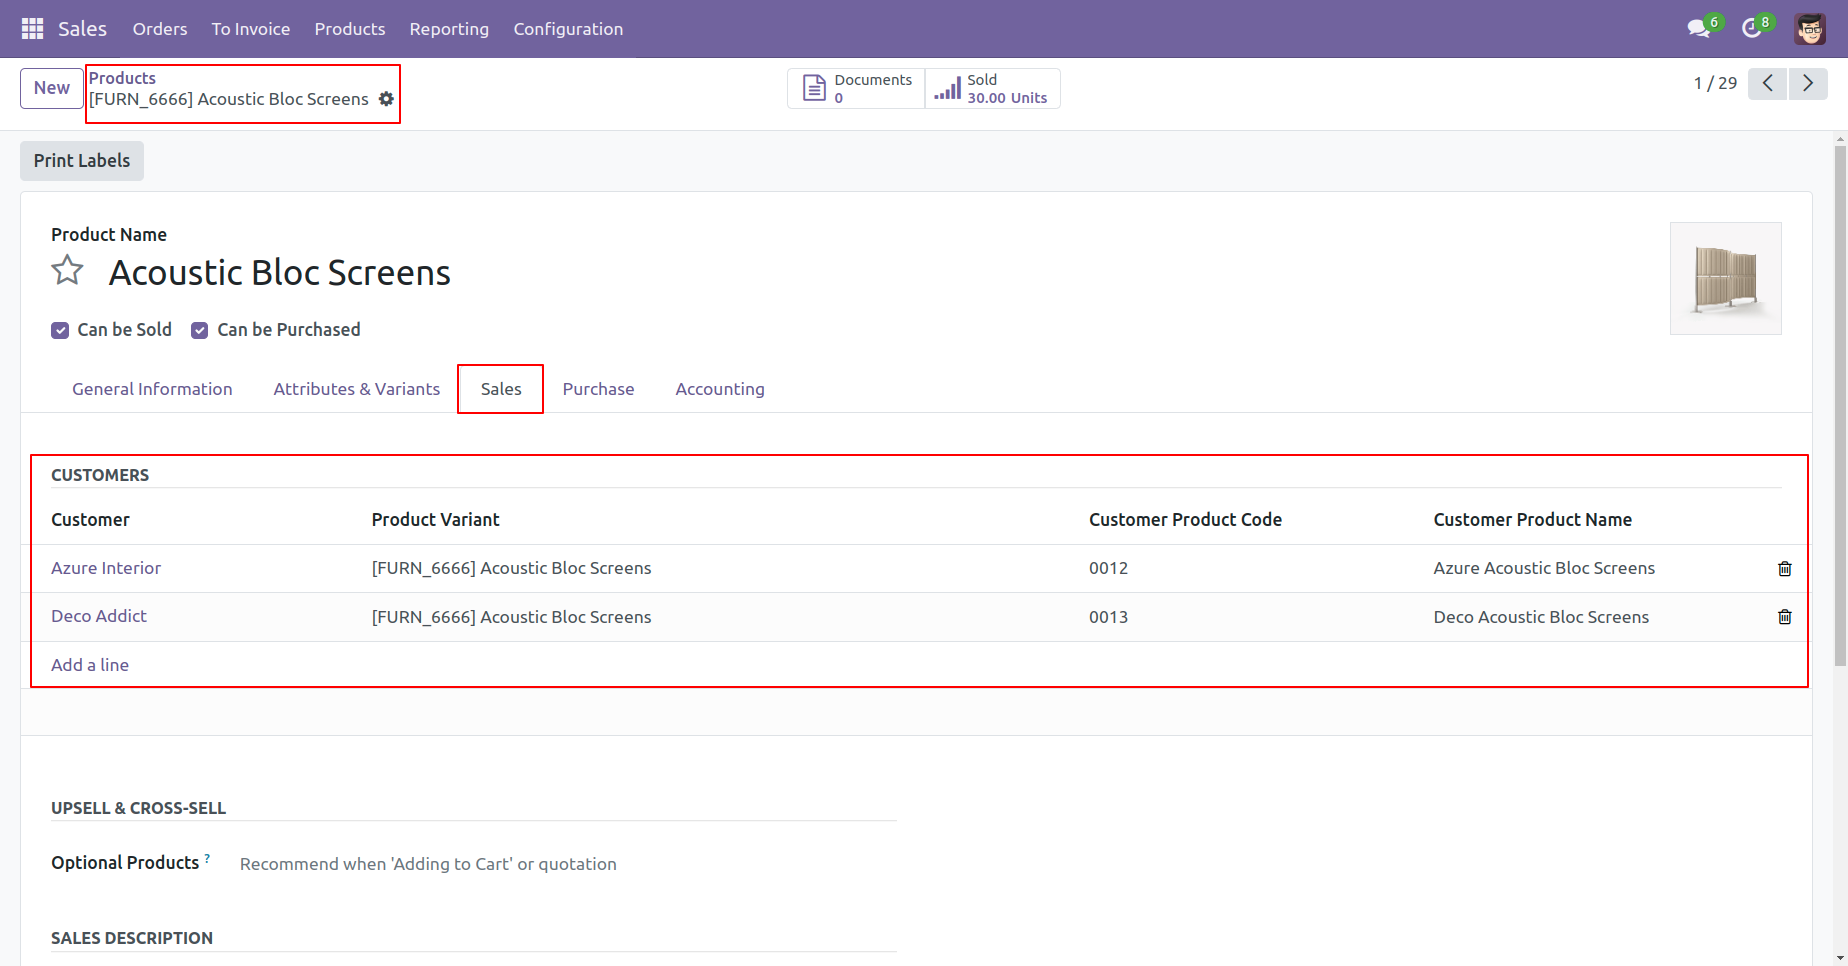 Sales Orders To Invoice Products Reporting Configuration 6 8
New
Products
[FURN_6666] Acoustic Bloc Screens
Documents
0
Sold
30.00 Units
1 / 29
Print Labels
Product Name
Acoustic Bloc Screens
Can be Sold Can be Purchased
General Information Attributes & Variants Sales Purchase Accounting
CUSTOMERS
Customer Product Variant Customer Product Code Customer Product Name
Azure Interior [FURN_6666] Acoustic Bloc Screens 0012 Azure Acoustic Bloc Screens
Deco Addict [FURN_6666] Acoustic Bloc Screens 0013 Deco Acoustic Bloc Screens
Add a line
UPSELL & CROSS-SELL
Optional Products ? Recommend when 'Adding to Cart' or quotation
SALES DESCRIPTION